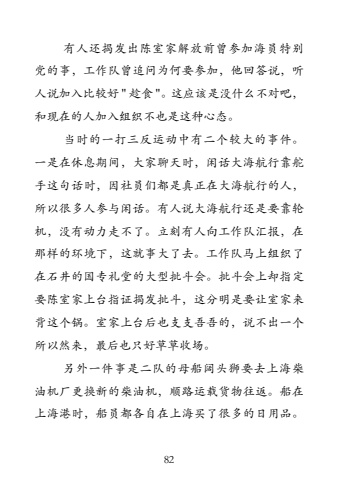 有人还揭发出陈室家解放前曾参加海员特别
党的事，工作队曾追问为何要参加，他回答说，听
人说加入比较好"趁食"。这应该是没什么不对吧，
和现在的人加入组织不也是这种心态。
当时的一打三反运动中有二个较大的事件。
一是在休息期间，大家聊天时，闲话大海航行靠舵
手这句话时，因社员们都是真正在大海航行的人，
所以很多人参与闲话。有人说大海航行还是要靠轮
机，没有动力走不了。立刻有人向工作队汇报，在
那样的环境下，这就事大了去。工作队马上组织了
在石井的国专礼堂的大型批斗会。批斗会上却指定
要陈室家上台指证揭发批斗，这分明是要让室家来
背这个锅。室家上台后也支支吾吾的，说不出一个
所以然来，最后也只好草草收场。
另外一件事是二队的母船阔头狮要去上海柴
油机厂更换新的柴油机，顺路运载货物往返。船在
上海港时，船员都各自在上海买了很多的日用品。
82